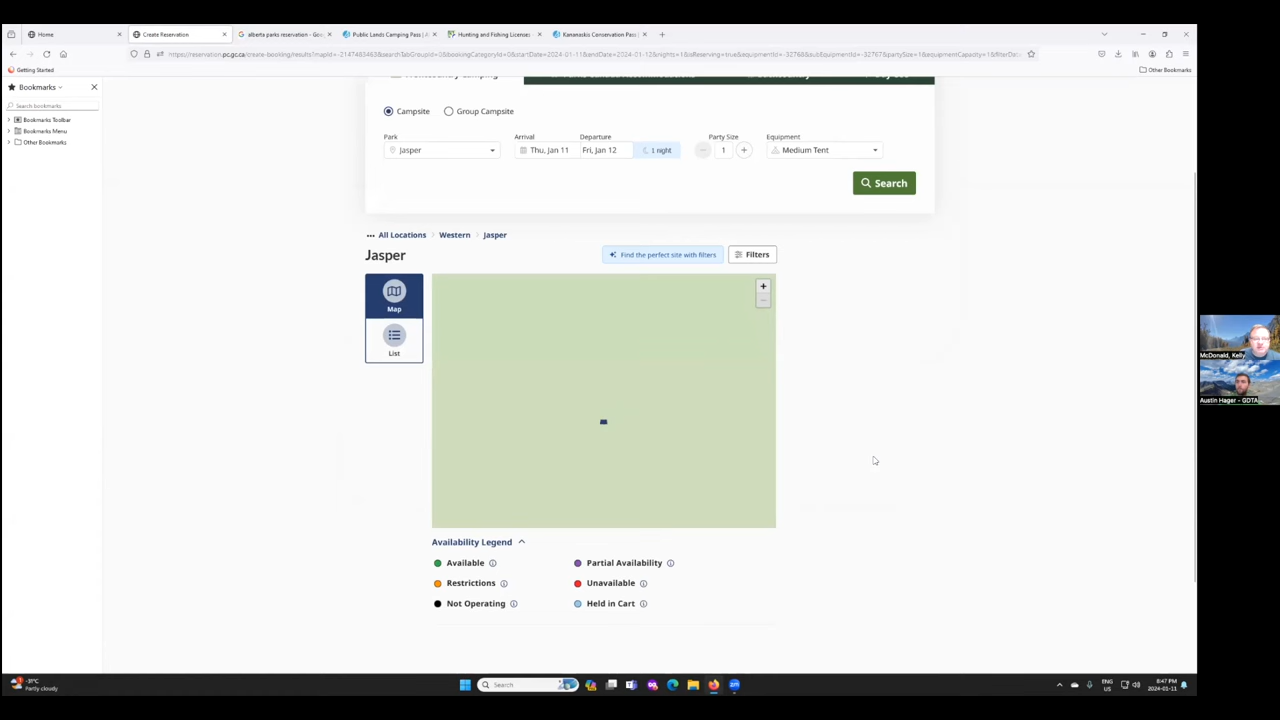 Home
Create Reservation
alberta parks reservation - Goo
Public Lands Camping Pass | A
Hunting and Fishing Licences -
Kananaskis Conservation Pass |
Getting Started
Other Bookmarks
Bookmarks
Search bookmarks
Bookmarks Toolbar
Bookmarks Menu
Other Bookmarks
Campsite
Group Campsite
Park
Arrival
Departure
Party Size
Equipment
Jasper
Thu, Jan 11
Fri, Jan 12
1 night
1
Medium Tent
Search
All Locations
Western
Jasper
Jasper
Find the perfect site with filters
Filters
Map
List
Availability Legend
Available
Partial Availability
Restrictions
Unavailable
Not Operating
Held in Cart
McDonald, Kelly
Austin Hager - GDTA
-31°C
Partly cloudy
Search
ENG
US
8:47 PM
2024-01-11